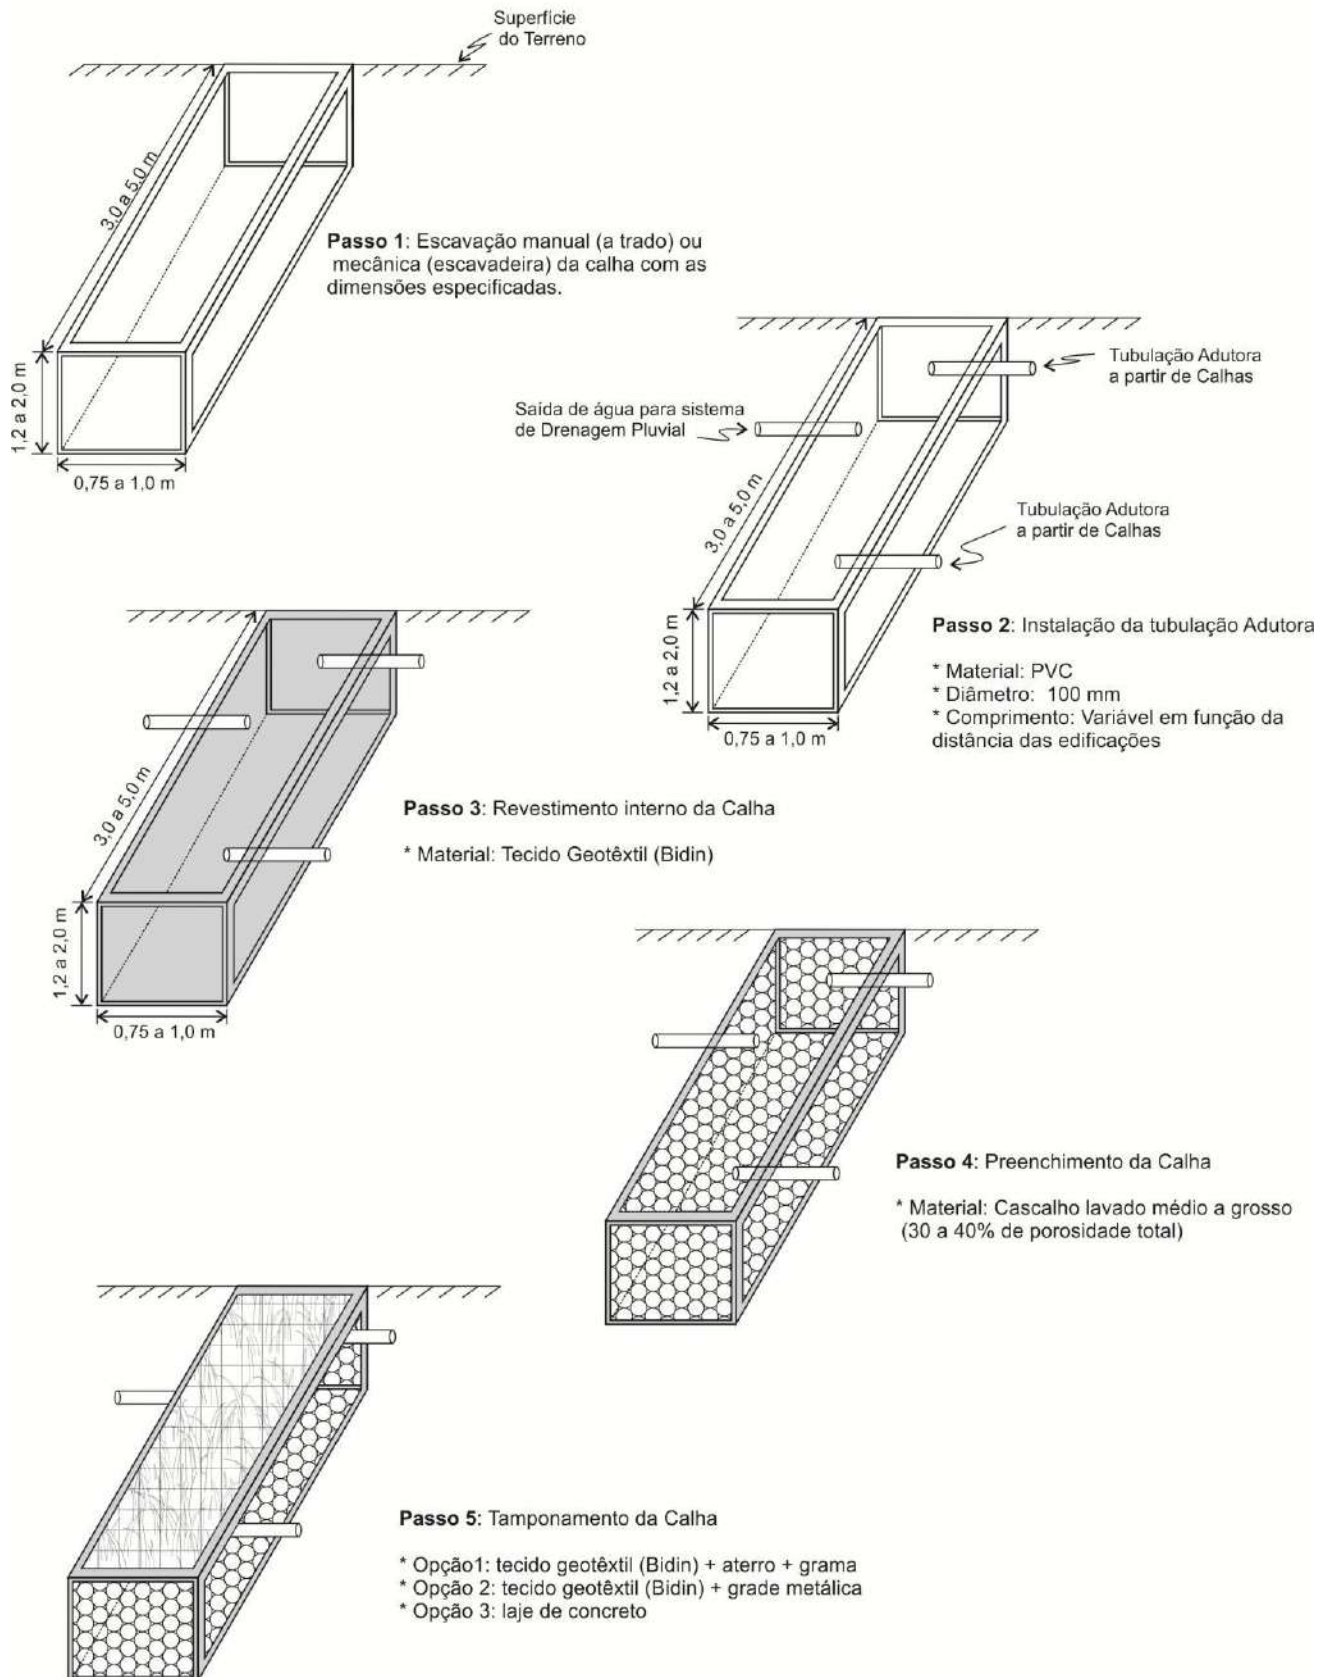 Superfície
do Terreno
3,0 a 5,0 m
1,2 a 2,0 m
0,75 a 1,0 m
Passo 1: Escavação manual (a trado) ou
mecânica (escavadeira) da calha com as
dimensões especificadas.
Tubulação Adutora
a partir de Calhas
Saída de água para sistema
de Drenagem Pluvial
Tubulação Adutora
a partir de Calhas
3,0 a 5,0 m
1,2 a 2,0 m
0,75 a 1,0 m
Passo 2: Instalação da tubulação Adutora
* Material: PVC
* Diâmetro: 100 mm
* Comprimento: Variável em função da
distância das edificações
3,0 a 5,0 m
1,2 a 2,0 m
0,75 a 1,0 m
Passo 3: Revestimento interno da Calha
* Material: Tecido Geotêxtil (Bidin)
Passo 4: Preenchimento da Calha
* Material: Cascalho lavado médio a grosso
(30 a 40% de porosidade total)
Passo 5: Tamponamento da Calha
* Opção1: tecido geotêxtil (Bidin) + aterro + grama
* Opção 2: tecido geotêxtil (Bidin) + grade metálica
* Opção 3: laje de concreto